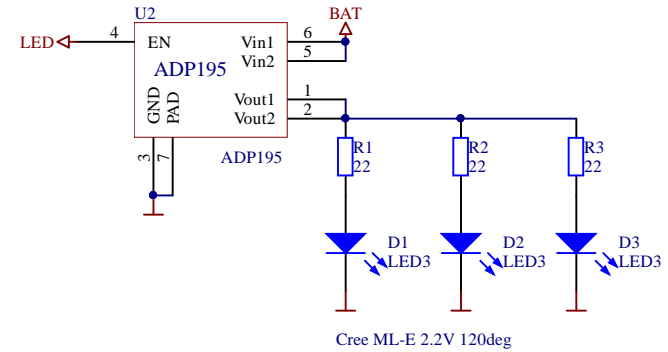 U2
BAT
LED
4
EN
Vin1
6
Vin2
5
ADP195
Vout1
1
Vout2
2
GND
PAD
3
7
ADP195
R1
22
R2
22
R3
22
D1
LED3
D2
LED3
D3
LED3
Cree ML-E 2.2V 120deg